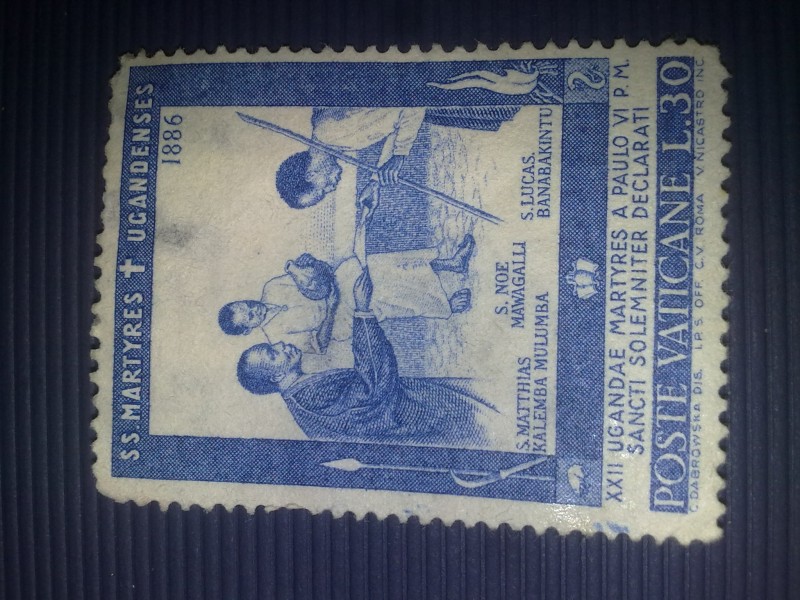 SS. MARTYRES + UGANDENSES
1886
S. MATTHIAS
KALEMBA MULUMBA
S. NOE
MAWAGALLI
S. LUCAS.
BANABAKINTU
XXII UGANDAE MARTYRES A PAULO VI P. M.
SANCTI SOLEMNITER DECLARATI
POSTE VATICANE L.30
C. DABROWSKA DIS. I.P.S. OFF. C.V. ROMA V. NICASTRO INC.